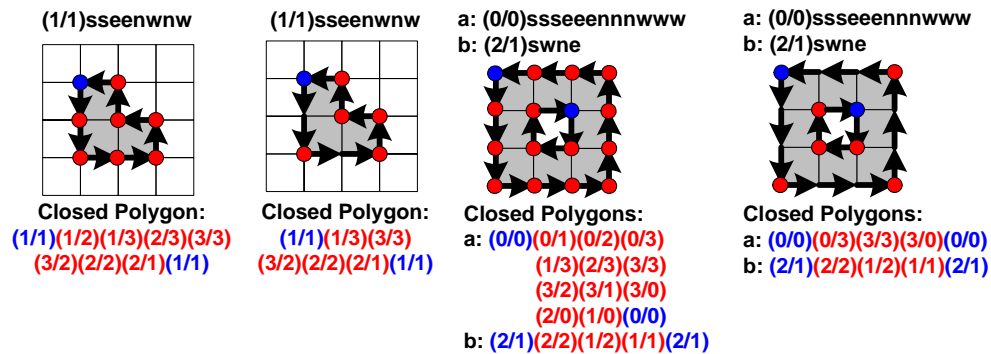 (1/1)sseenwnw
Closed Polygon:
(1/1)(1/2)(1/3)(2/3)(3/3)
(3/2)(2/2)(2/1)(1/1)
(1/1)sseenwnw
Closed Polygon:
(1/1)(1/3)(3/3)
(3/2)(2/2)(2/1)(1/1)
a: (0/0)ssseeennnwww
b: (2/1)swne
Closed Polygons:
a: (0/0)(0/1)(0/2)(0/3)
(1/3)(2/3)(3/3)
(3/2)(3/1)(3/0)
(2/0)(1/0)(0/0)
b: (2/1)(2/2)(1/2)(1/1)(2/1)
a: (0/0)ssseeennnwww
b: (2/1)swne
Closed Polygons:
a: (0/0)(0/3)(3/3)(3/0)(0/0)
b: (2/1)(2/2)(1/2)(1/1)(2/1)